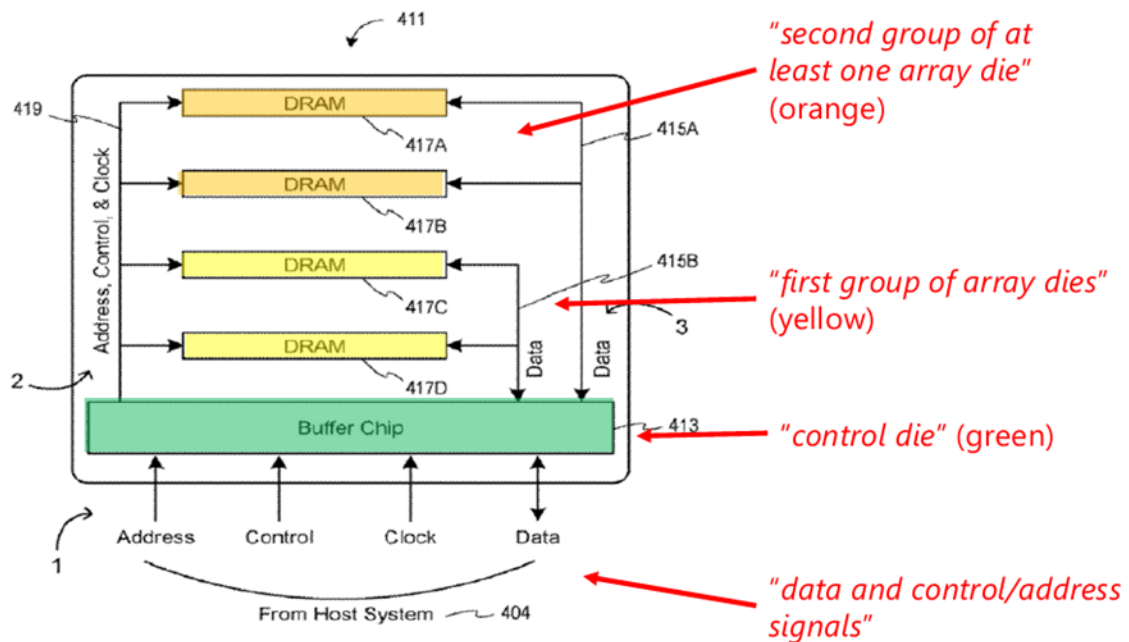 411
"second group of at
least one array die"
(orange)
419
DRAM
417A
415A
DRAM
417B
Address, Control, & Clock
DRAM
417C
415B
"first group of array dies"
(yellow)
3
DRAM
417D
Data
Data
2
Buffer Chip
413
"control die" (green)
1
Address
Control
Clock
Data
From Host System
404
"data and control/address
signals"